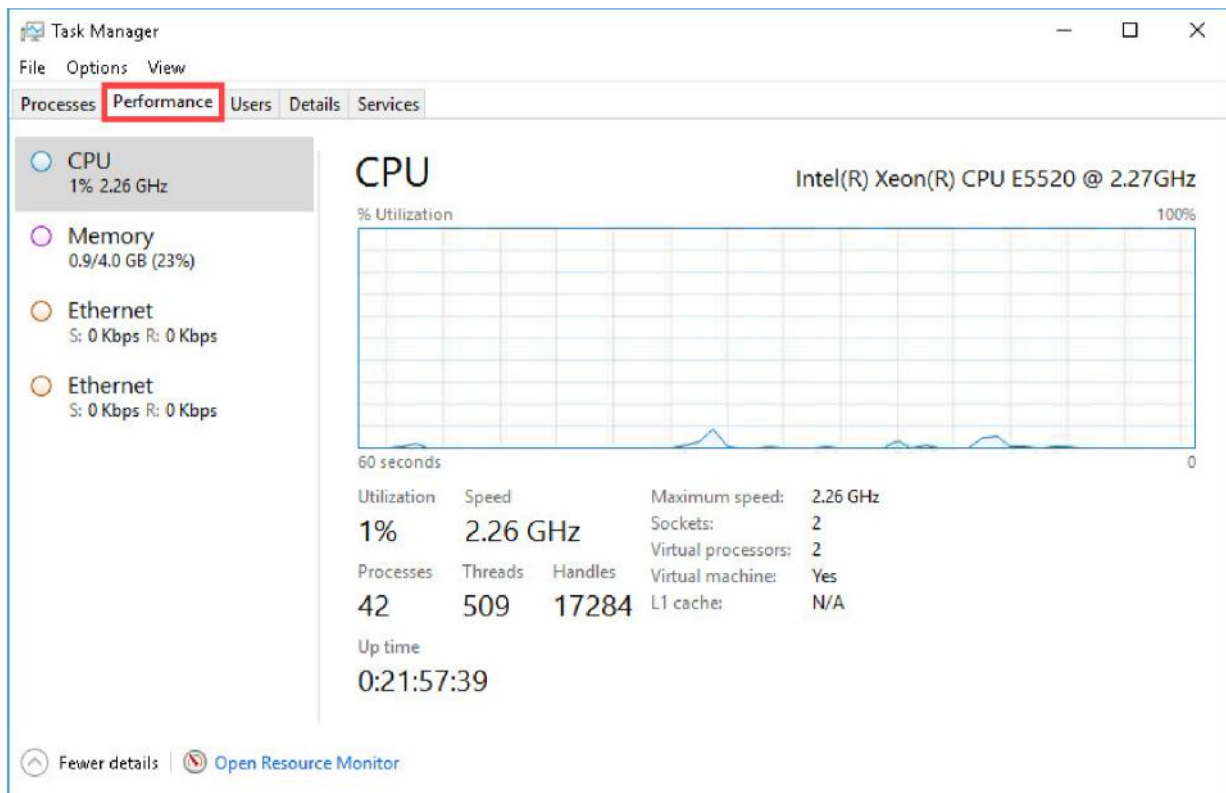 Task Manager
File Options View
Processes Performance Users Details Services
CPU
1% 2.26 GHz
Memory
0.9/4.0 GB (23%)
Ethernet
S: 0 Kbps R: 0 Kbps
Ethernet
S: 0 Kbps R: 0 Kbps
CPU Intel(R) Xeon(R) CPU E5520 @ 2.27GHz
% Utilization 100%
60 seconds 0
Utilization Speed
1% 2.26 GHz
Processes Threads Handles
42 509 17284
Up time
0:21:57:39
Maximum speed: 2.26 GHz
Sockets: 2
Virtual processors: 2
Virtual machine: Yes
L1 cache: N/A
Fewer details Open Resource Monitor